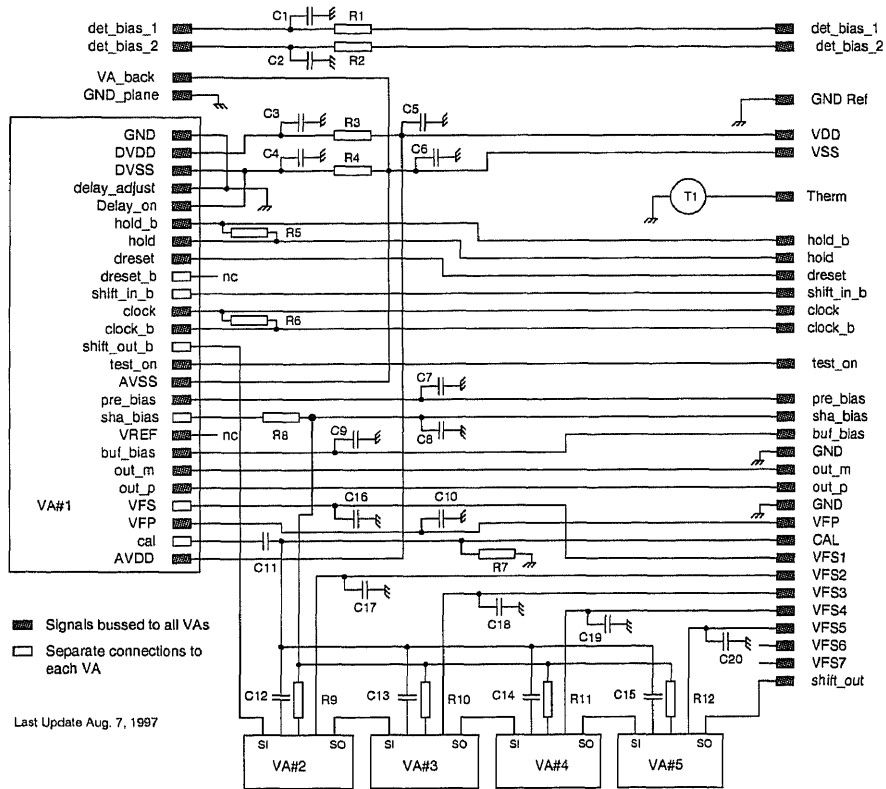 det_bias_1 C1 R1 det_bias_1
det_bias_2 C2 R2 det_bias_2
VA_back
GND_plane GND Ref
C3 R3 C5
GND VDD
DVDD C4 R4 C6 VSS
DVSS
delay_adjust T1 Therm
Delay_on
hold_b R5 hold_b
hold hold
dreset dreset
dreset_b nc
shift_in_b shift_in_b
clock R6 clock
clock_b clock_b
shift_out_b
test_on test_on
AVSS C7
pre_bias pre_bias
sha_bias R8 C9 C8 sha_bias
VREF nc buf_bias
buf_bias GND
out_m out_m
out_p C16 C10 out_p
VA#1 VFS GND
VFP VFP
cal C11 R7 CAL
AVDD VFS1
C17 VFS2
C18 VFS3
C19 VFS4
C20 VFS5
VFS6
VFS7
shift_out
Signals bussed to all VAs
Separate connections to
each VA
C12 R9 C13 R10 C14 R11 C15 R12
Last Update Aug. 7, 1997
SI SO SI SO SI SO SI SO
VA#2 VA#3 VA#4 VA#5